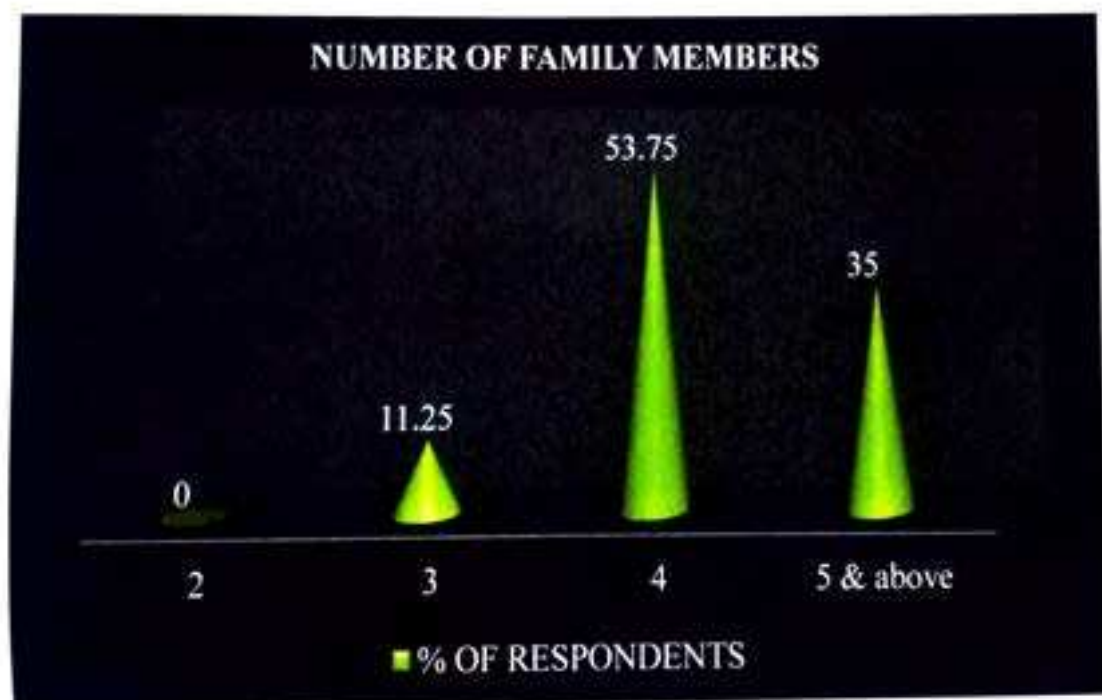 NUMBER OF FAMILY MEMBERS
53.75
35
11.25
0
2 3 4 5 & above
% OF RESPONDENTS